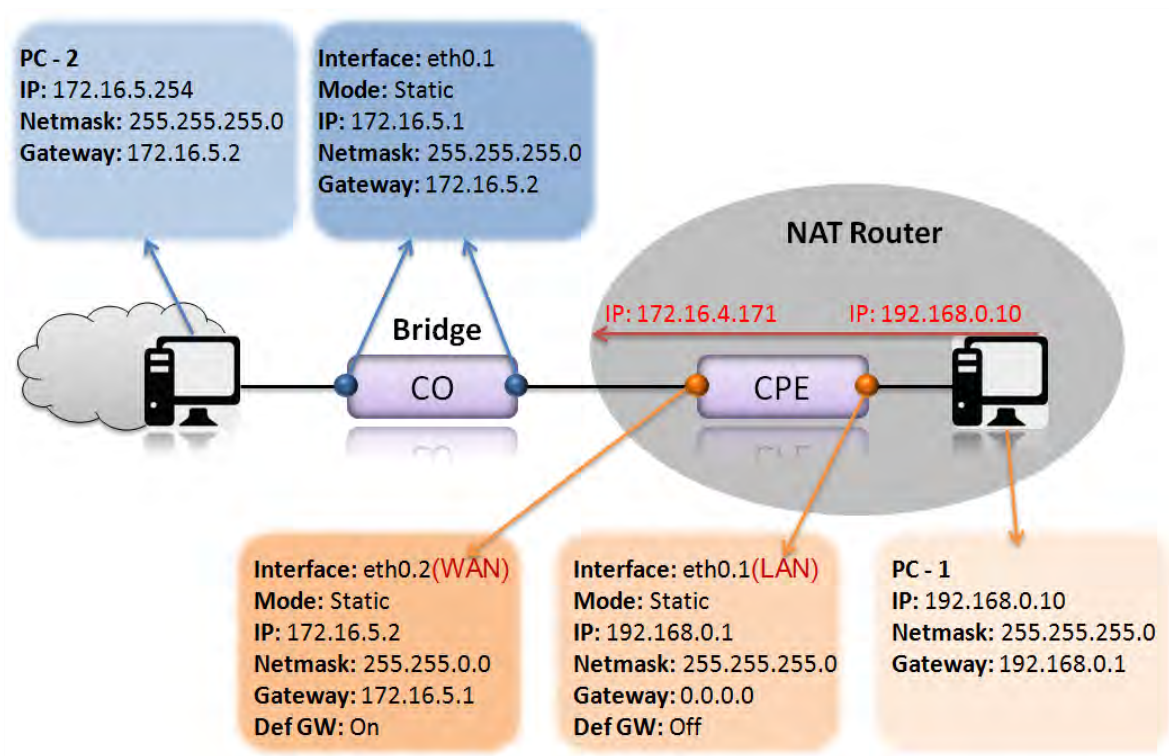 PC - 2
IP: 172.16.5.254
Netmask: 255.255.255.0
Gateway: 172.16.5.2
Interface: eth0.1
Mode: Static
IP: 172.16.5.1
Netmask: 255.255.255.0
Gateway: 172.16.5.2
NAT Router
IP: 172.16.4.171
IP: 192.168.0.10
Bridge
CO
CPE
Interface: eth0.2(WAN)
Mode: Static
IP: 172.16.5.2
Netmask: 255.255.0.0
Gateway: 172.16.5.1
Def GW: On
Interface: eth0.1(LAN)
Mode: Static
IP: 192.168.0.1
Netmask: 255.255.255.0
Gateway: 0.0.0.0
Def GW: Off
PC - 1
IP: 192.168.0.10
Netmask: 255.255.255.0
Gateway: 192.168.0.1